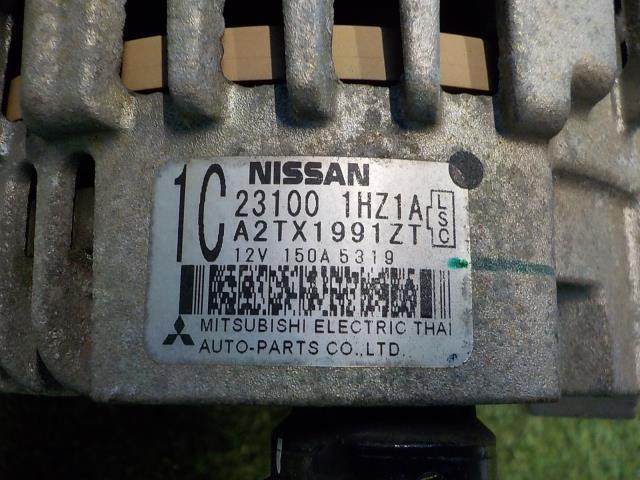 NISSAN
1C 23100 1HZ1A
A2TX1991ZT LSC
12V 150A 5319
MITSUBISHI ELECTRIC THAI
AUTO-PARTS CO.,LTD.